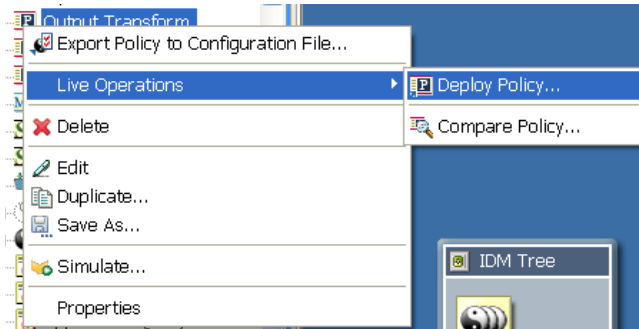 Output Transform
Export Policy to Configuration File...
Live Operations
Deploy Policy...
Delete
Compare Policy...
Edit
Duplicate...
Save As...
Simulate...
IDM Tree
Properties